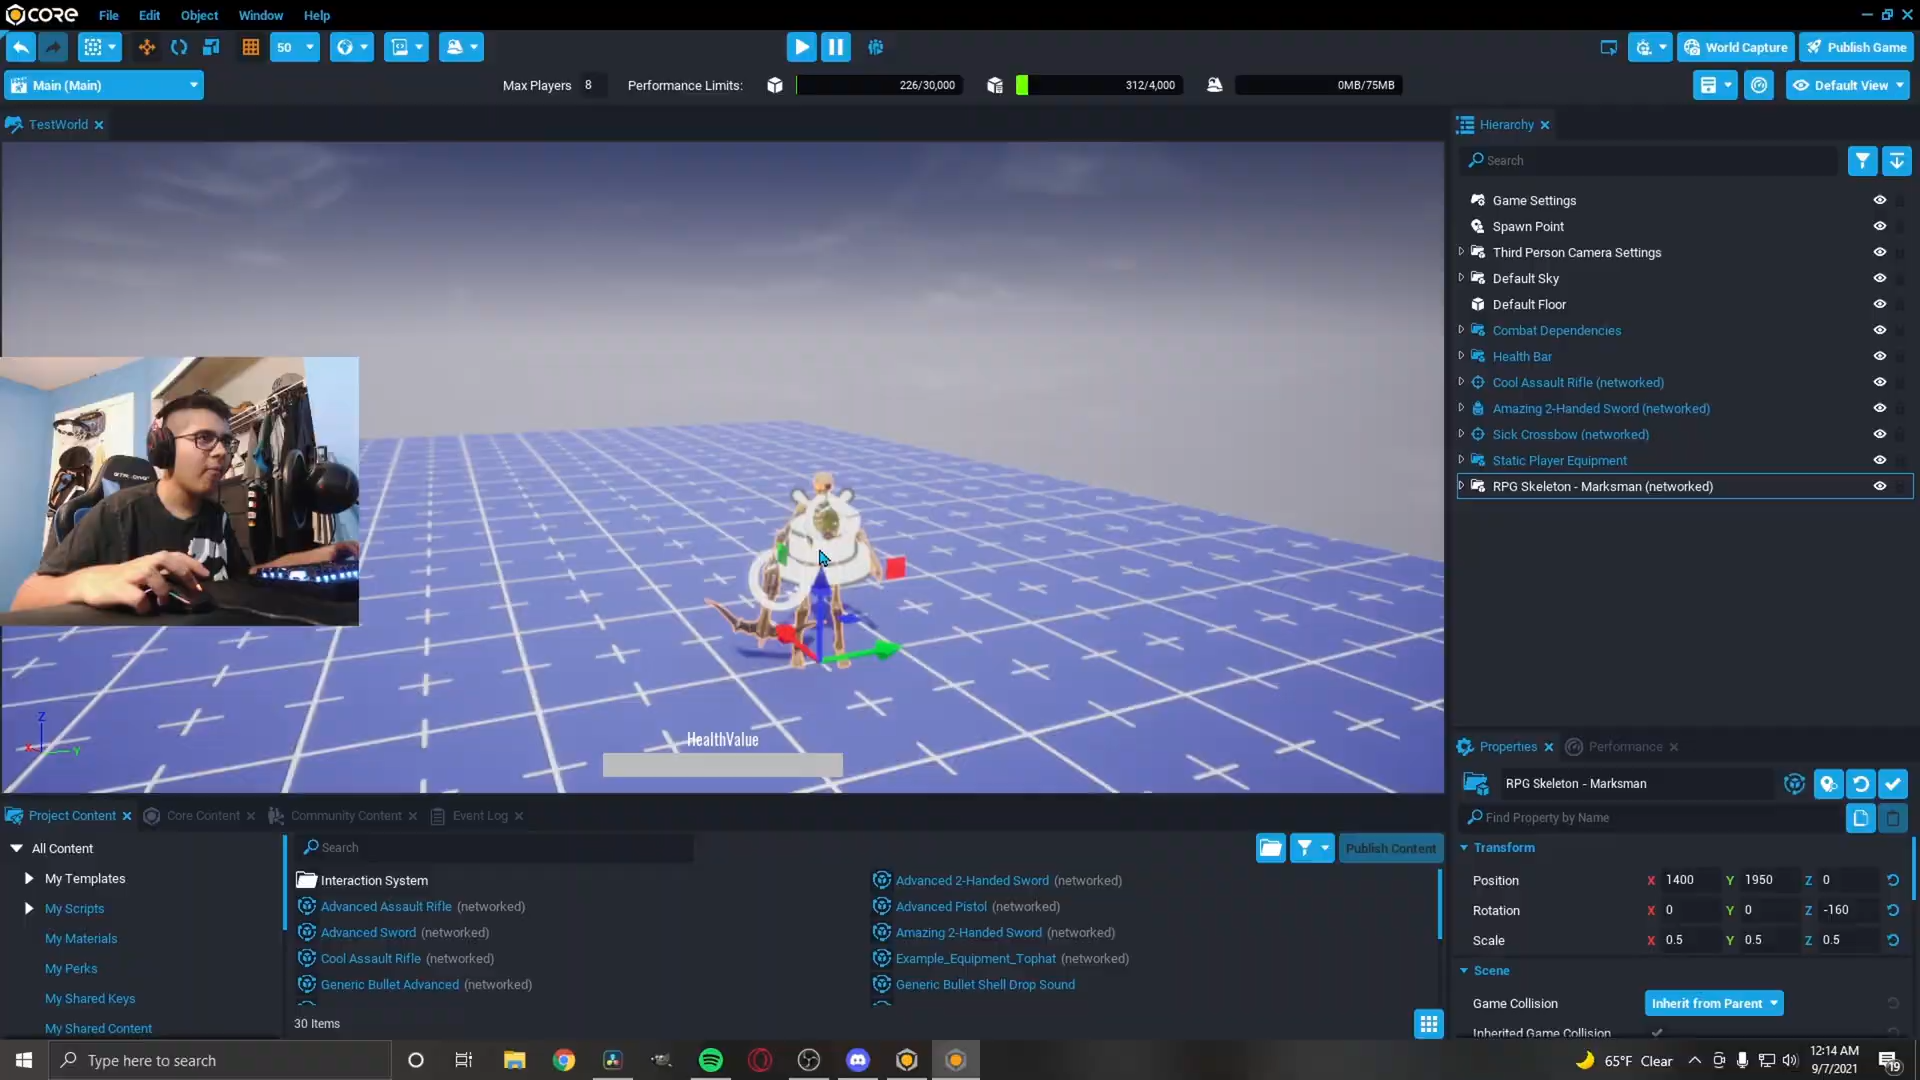 CORE File Edit Object Window Help
50 World Capture Publish Game
Main (Main) Max Players 8 Performance Limits: 226/30,000 312/4,000 0MB/75MB Default View
TestWorld
Hierarchy
Search
Game Settings
Spawn Point
Third Person Camera Settings
Default Sky
Default Floor
Combat Dependencies
Health Bar
Cool Assault Rifle (networked)
Amazing 2-Handed Sword (networked)
Sick Crossbow (networked)
Static Player Equipment
RPG Skeleton - Marksman (networked)
HealthValue
Z
X
Y
Properties Performance
RPG Skeleton - Marksman
Find Property by Name
Transform
Position X 1400 Y 1950 Z 0
Rotation X 0 Y 0 Z -160
Scale X 0.5 Y 0.5 Z 0.5
Scene
Game Collision Inherit from Parent
Inherited Game Collision
Project Content Core Content Community Content Event Log
All Content
My Templates
My Scripts
My Materials
My Perks
My Shared Keys
My Shared Content
Search Publish Content
Interaction System
Advanced 2-Handed Sword (networked)
Advanced Assault Rifle (networked)
Advanced Pistol (networked)
Advanced Sword (networked)
Amazing 2-Handed Sword (networked)
Cool Assault Rifle (networked)
Example_Equipment_Tophat (networked)
Generic Bullet Advanced (networked)
Generic Bullet Shell Drop Sound
30 Items
Type here to search
65°F Clear
12:14 AM
9/7/2021
19